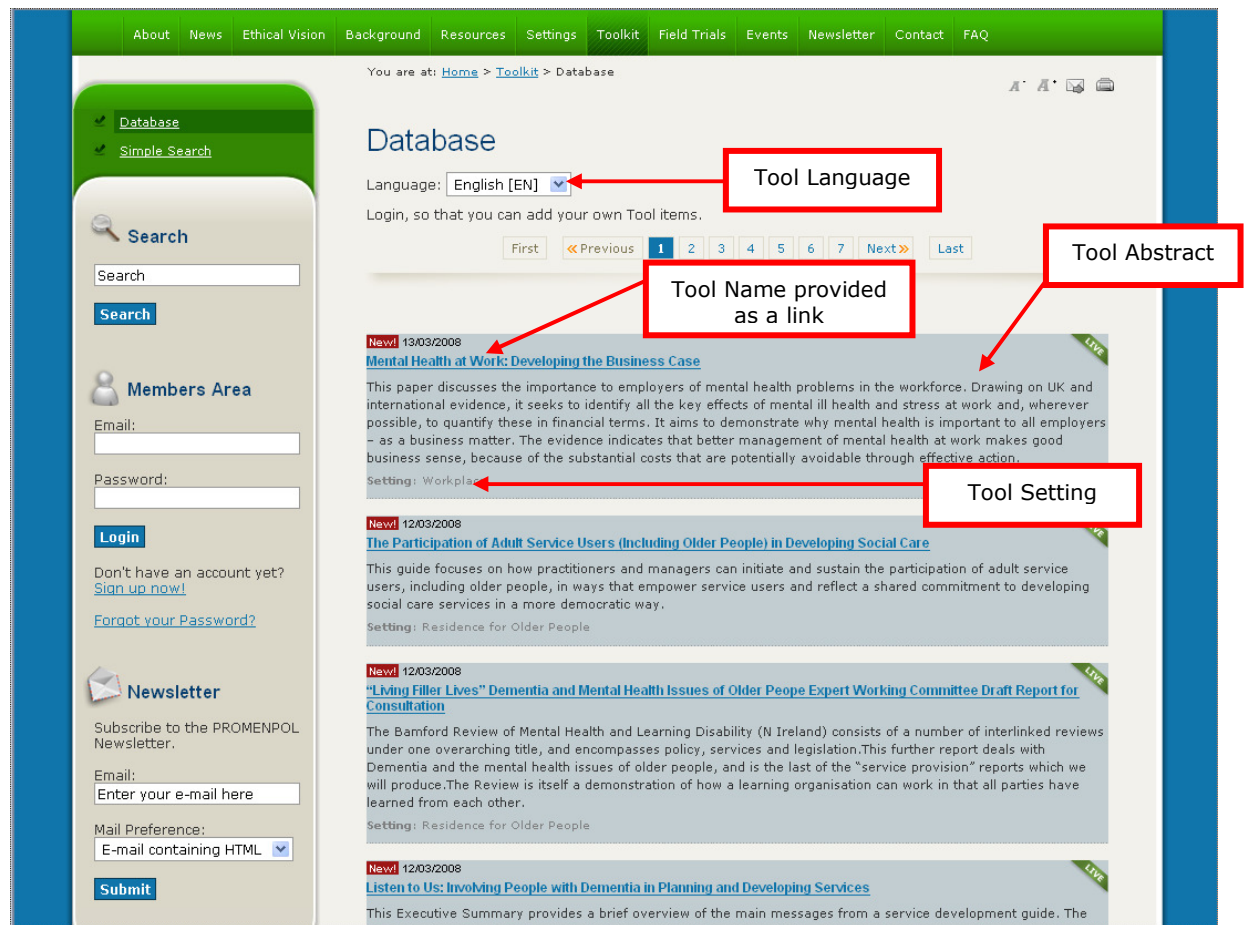 About News Ethical Vision Background Resources Settings Toolkit Field Trials Events Newsletter Contact FAQ
You are at: Home > Toolkit > Database
A- A+
Database
Simple Search
Database
Language: English [EN]
Tool Language
Login, so that you can add your own Tool items.
First «Previous 1 2 3 4 5 6 7 Next» Last
Tool Abstract
Tool Name provided
as a link
Search
Search
Search
Members Area
Email:
Password:
Login
Don't have an account yet?
Sign up now!
Forgot your Password?
Newsletter
Subscribe to the PROMENPOL
Newsletter.
Email:
Enter your e-mail here
Mail Preference:
E-mail containing HTML
Submit
New! 13/03/2008
LIVE
Mental Health at Work: Developing the Business Case
This paper discusses the importance to employers of mental health problems in the workforce. Drawing on UK and
international evidence, it seeks to identify all the key effects of mental ill health and stress at work and, wherever
possible, to quantify these in financial terms. It aims to demonstrate why mental health is important to all employers
– as a business matter. The evidence indicates that better management of mental health at work makes good
business sense, because of the substantial costs that are potentially avoidable through effective action.
Setting: Workplace
Tool Setting
New! 12/03/2008
The Participation of Adult Service Users (Including Older People) in Developing Social Care
This guide focuses on how practitioners and managers can initiate and sustain the participation of adult service
users, including older people, in ways that empower service users and reflect a shared commitment to developing
social care services in a more democratic way.
Setting: Residence for Older People
New! 12/03/2008
LIVE
“Living Filler Lives” Dementia and Mental Health Issues of Older Peope Expert Working Committee Draft Report for
Consultation
The Bamford Review of Mental Health and Learning Disability (N Ireland) consists of a number of interlinked reviews
under one overarching title, and encompasses policy, services and legislation.This further report deals with
Dementia and the mental health issues of older people, and is the last of the “service provision” reports which we
will produce.The Review is itself a demonstration of how a learning organisation can work in that all parties have
learned from each other.
Setting: Residence for Older People
New! 12/03/2008
LIVE
Listen to Us: Involving People with Dementia in Planning and Developing Services
This Executive Summary provides a brief overview of the main messages from a service development guide. The